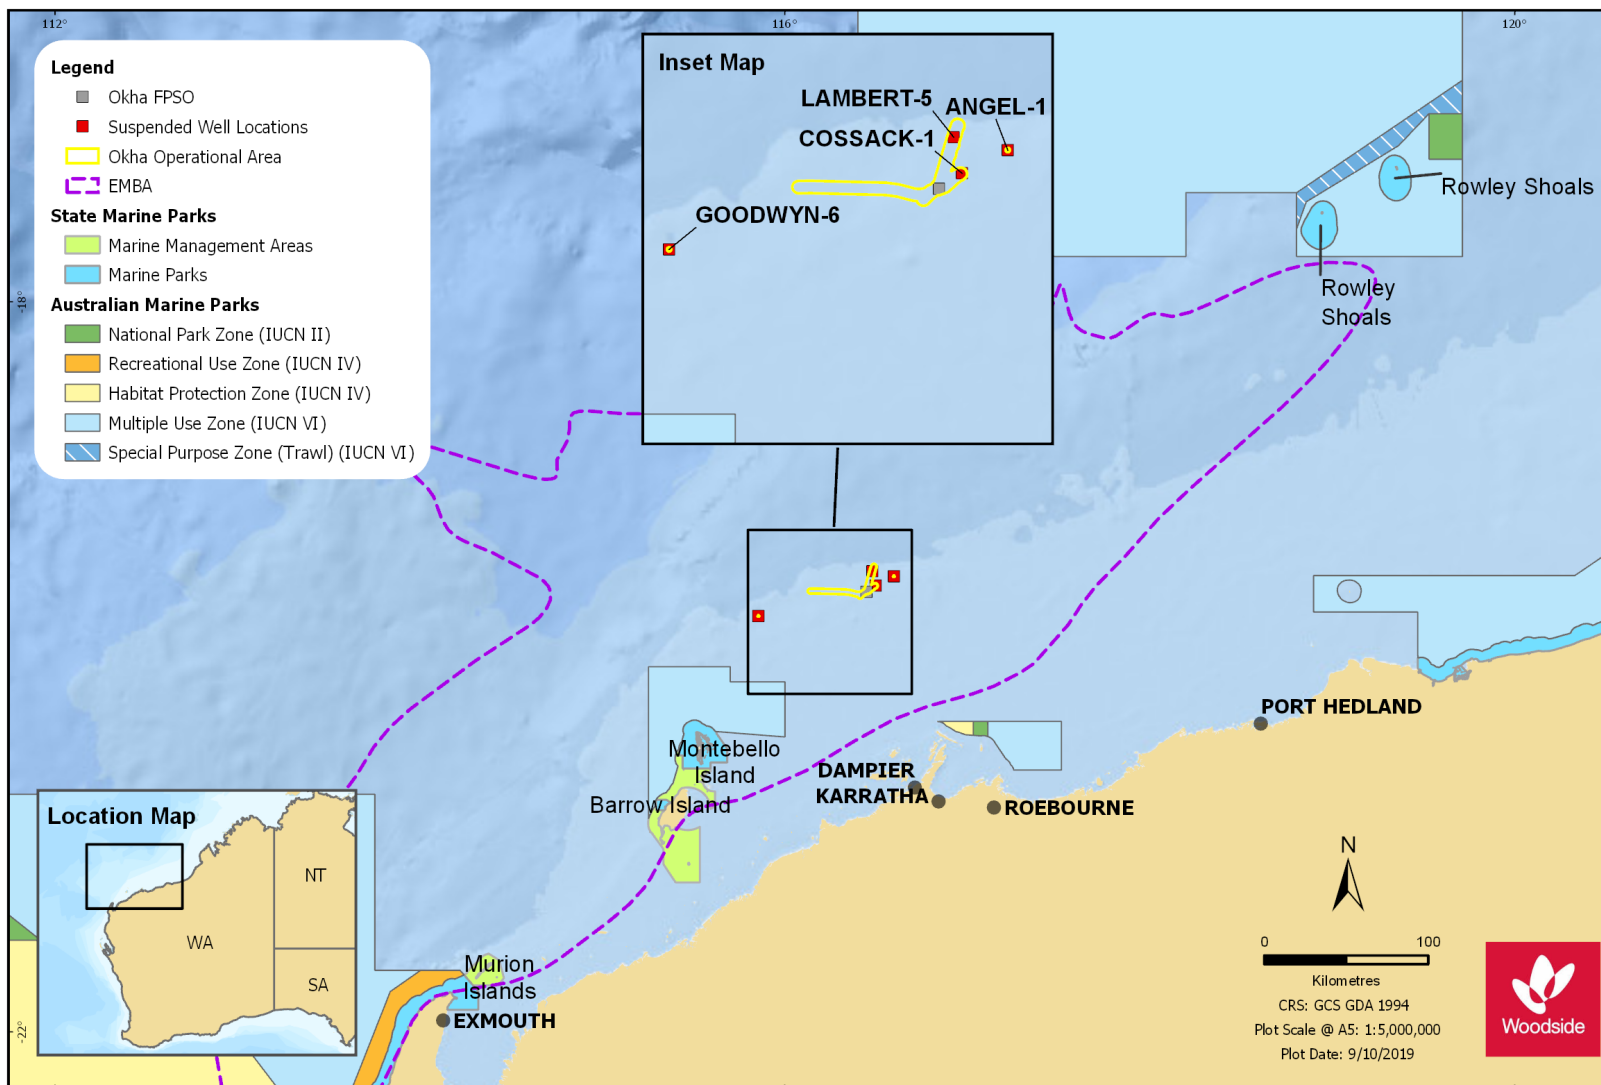 112°
116°
120°
-18°
-22°
Legend
Okha FPSO
Suspended Well Locations
Okha Operational Area
EMBA
State Marine Parks
Marine Management Areas
Marine Parks
Australian Marine Parks
National Park Zone (IUCN II)
Recreational Use Zone (IUCN IV)
Habitat Protection Zone (IUCN IV)
Multiple Use Zone (IUCN VI)
Special Purpose Zone (Trawl) (IUCN VI)
Inset Map
LAMBERT-5
ANGEL-1
COSSACK-1
GOODWYN-6
Rowley Shoals
Rowley
Shoals
Montebello
Island
Barrow Island
DAMPIER
KARRATHA
ROEBOURNE
PORT HEDLAND
Murion
Islands
EXMOUTH
Location Map
WA
NT
SA
N
0 100
Kilometres
CRS: GCS GDA 1994
Plot Scale @ A5: 1:5,000,000
Plot Date: 9/10/2019
Woodside